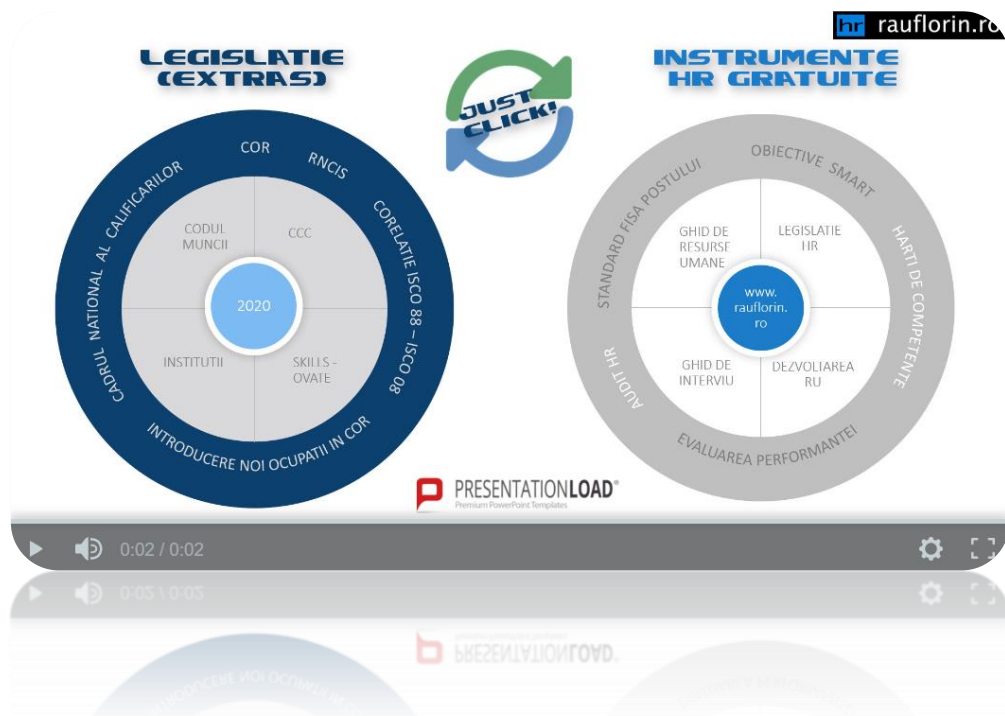 hr rauflorin.ro
LEGISLATIE
(EXTRAS)
JUST
CLICK!
INSTRUMENTE
HR GRATUITE
CADRUL NATIONAL AL CALIFICARILOR
COR
RNCIS
CORELATIE ISCO 88 – ISCO 08
INTRODUCERE NOI OCUPATII IN COR
CODUL
MUNCII
CCC
2020
INSTITUTII
SKILLS -
OVATE
STANDARD FISA POSTULUI
OBIECTIVE SMART
HARTI DE COMPETENTE
EVALUAREA PERFORMANTEI
AUDIT HR
GHID DE
RESURSE
UMANE
LEGISLATIE
HR
www.
rauflorin.
ro
GHID DE
INTERVIU
DEZVOLTAREA
RU
PRESENTATIONLOAD®
Premium PowerPoint Templates
0:02 / 0:02